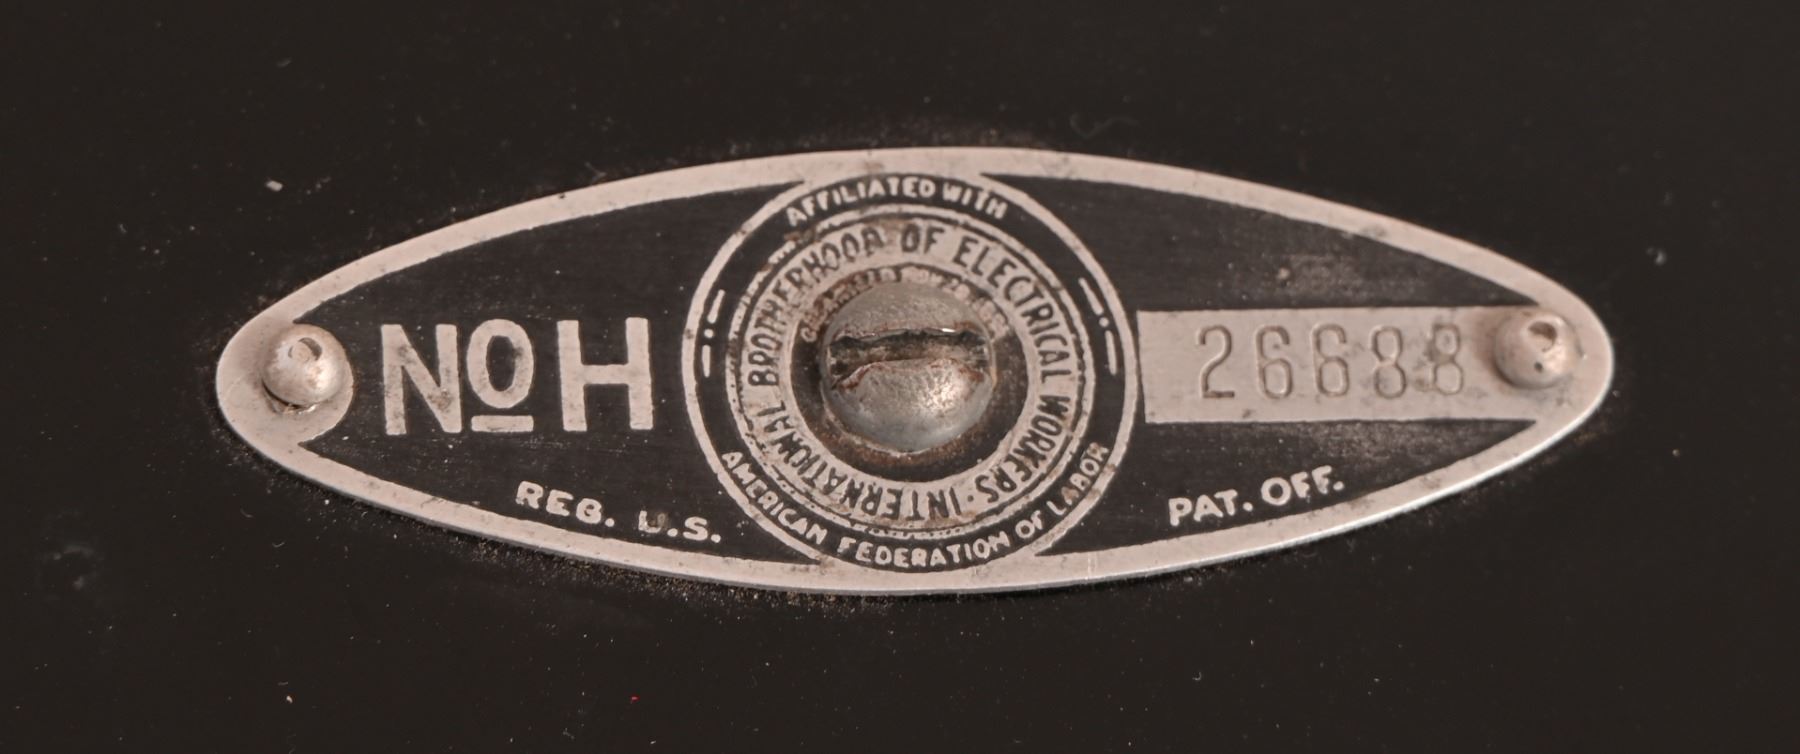 AFFILIATED WITH
INTERNATIONAL BROTHERHOOD OF ELECTRICAL WORKERS ·
No H
26688
AMERICAN FEDERATION OF LABOR
REG. U.S.
PAT. OFF.